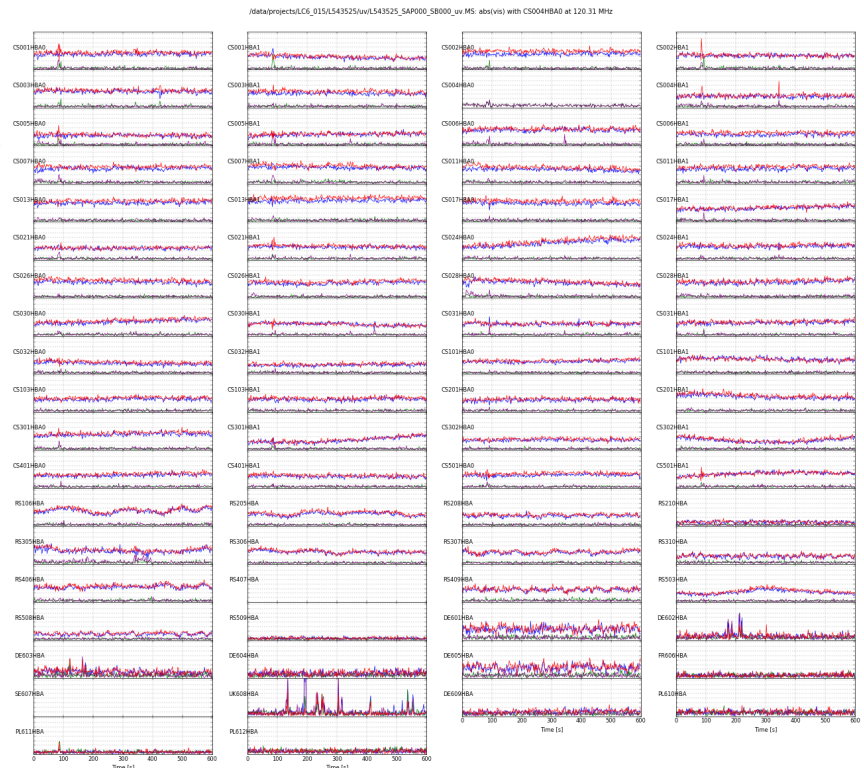 /data/projects/LC6_015/L543525/uv/L543525_SAP000_SB000_uv.MS: abs(vis) with CS004HBA0 at 120.31 MHz
CS001HBA0 CS001HBA1 CS002HBA0 CS002HBA1
CS003HBA0 CS003HBA1 CS004HBA0 CS004HBA1
CS005HBA0 CS005HBA1 CS006HBA0 CS006HBA1
CS007HBA0 CS007HBA1 CS011HBA0 CS011HBA1
CS013HBA0 CS013HBA1 CS017HBA0 CS017HBA1
CS021HBA0 CS021HBA1 CS024HBA0 CS024HBA1
CS026HBA0 CS026HBA1 CS028HBA0 CS028HBA1
CS030HBA0 CS030HBA1 CS031HBA0 CS031HBA1
CS032HBA0 CS032HBA1 CS101HBA0 CS101HBA1
CS103HBA0 CS103HBA1 CS201HBA0 CS201HBA1
CS301HBA0 CS301HBA1 CS302HBA0 CS302HBA1
CS401HBA0 CS401HBA1 CS501HBA0 CS501HBA1
RS106HBA RS205HBA RS208HBA RS210HBA
RS305HBA RS306HBA RS307HBA RS310HBA
RS406HBA RS407HBA RS409HBA RS503HBA
RS508HBA RS509HBA DE601HBA DE602HBA
DE603HBA DE604HBA DE605HBA FR606HBA
SE607HBA UK608HBA DE609HBA PL610HBA
0 100 200 300 400 500 600 0 100 200 300 400 500 600
Time [s] Time [s]
PL611HBA PL612HBA
0 100 200 300 400 500 600 0 100 200 300 400 500 600
Time [s] Time [s]